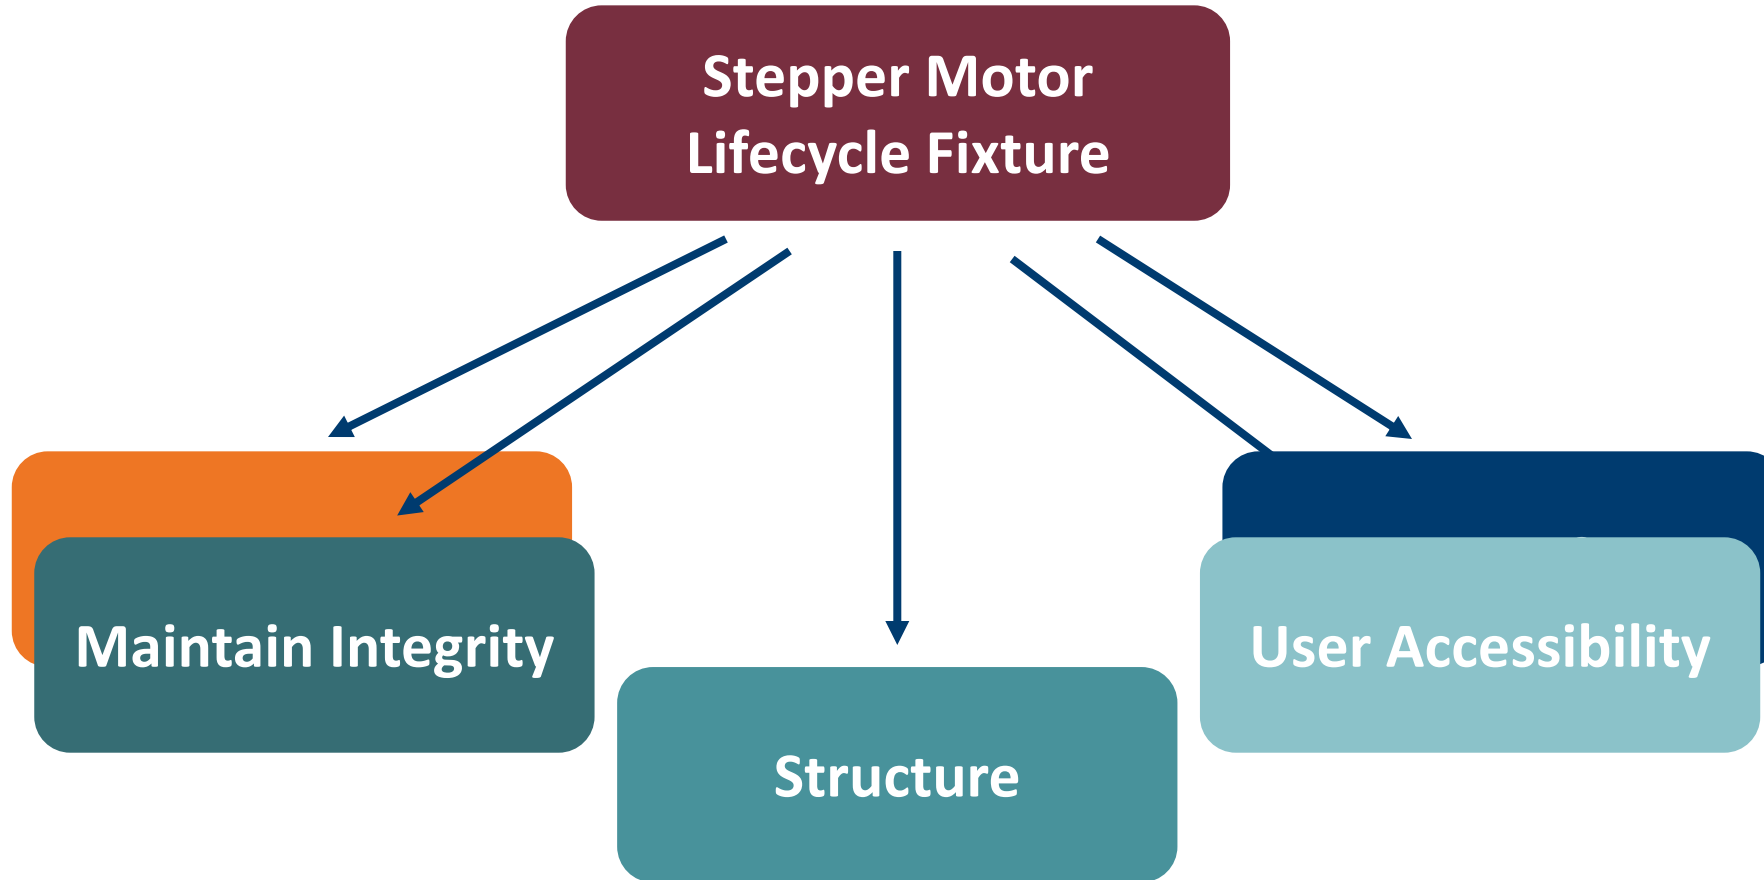 Stepper Motor
Lifecycle Fixture
Maintain Integrity
User Accessibility
Structure